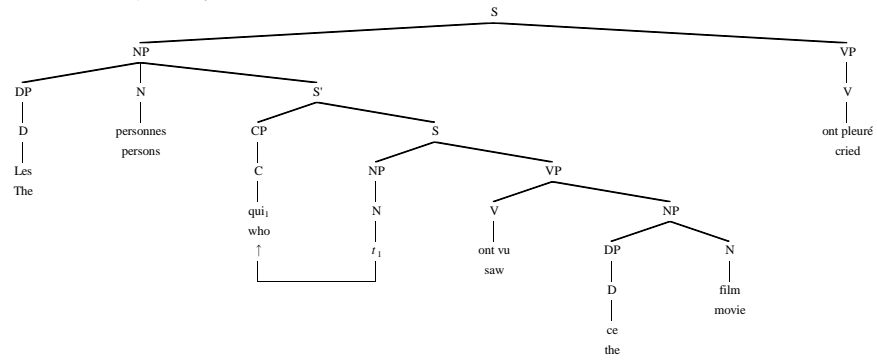 S
NP VP
DP N S' V
D personnes CP S ont pleuré
persons cried
Les C NP VP
The
qui₁ N V NP
who
↑ t₁ ont vu DP N
saw
D film
movie
ce
the